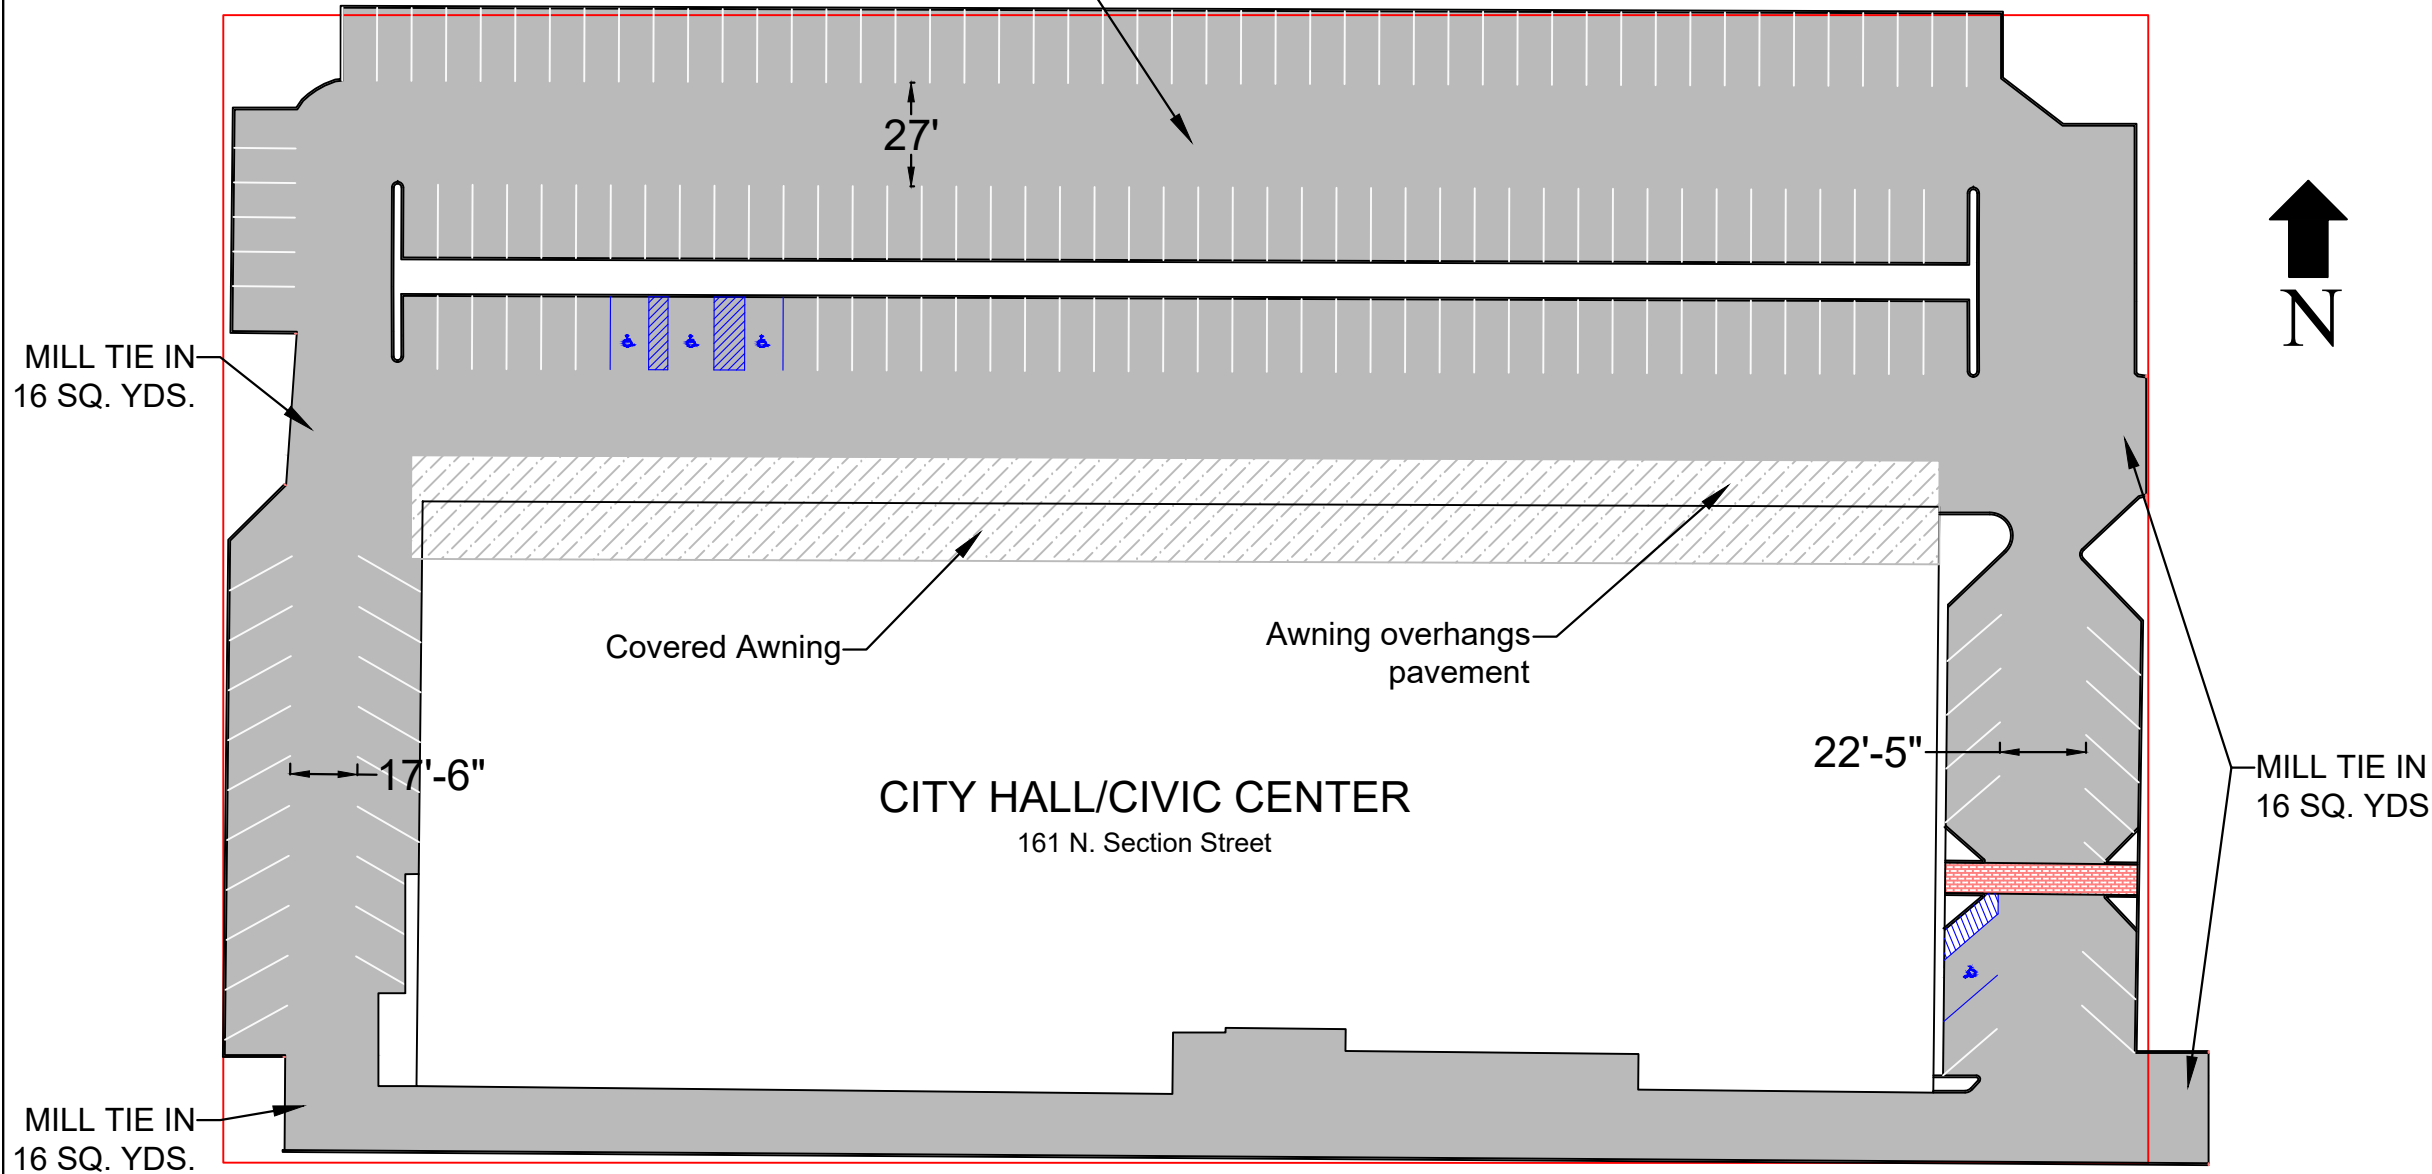 27'
N
MILL TIE IN
16 SQ. YDS.
Covered Awning
Awning overhangs
pavement
17'-6"
22'-5"
CITY HALL/CIVIC CENTER
161 N. Section Street
MILL TIE IN
16 SQ. YDS
MILL TIE IN
16 SQ. YDS.